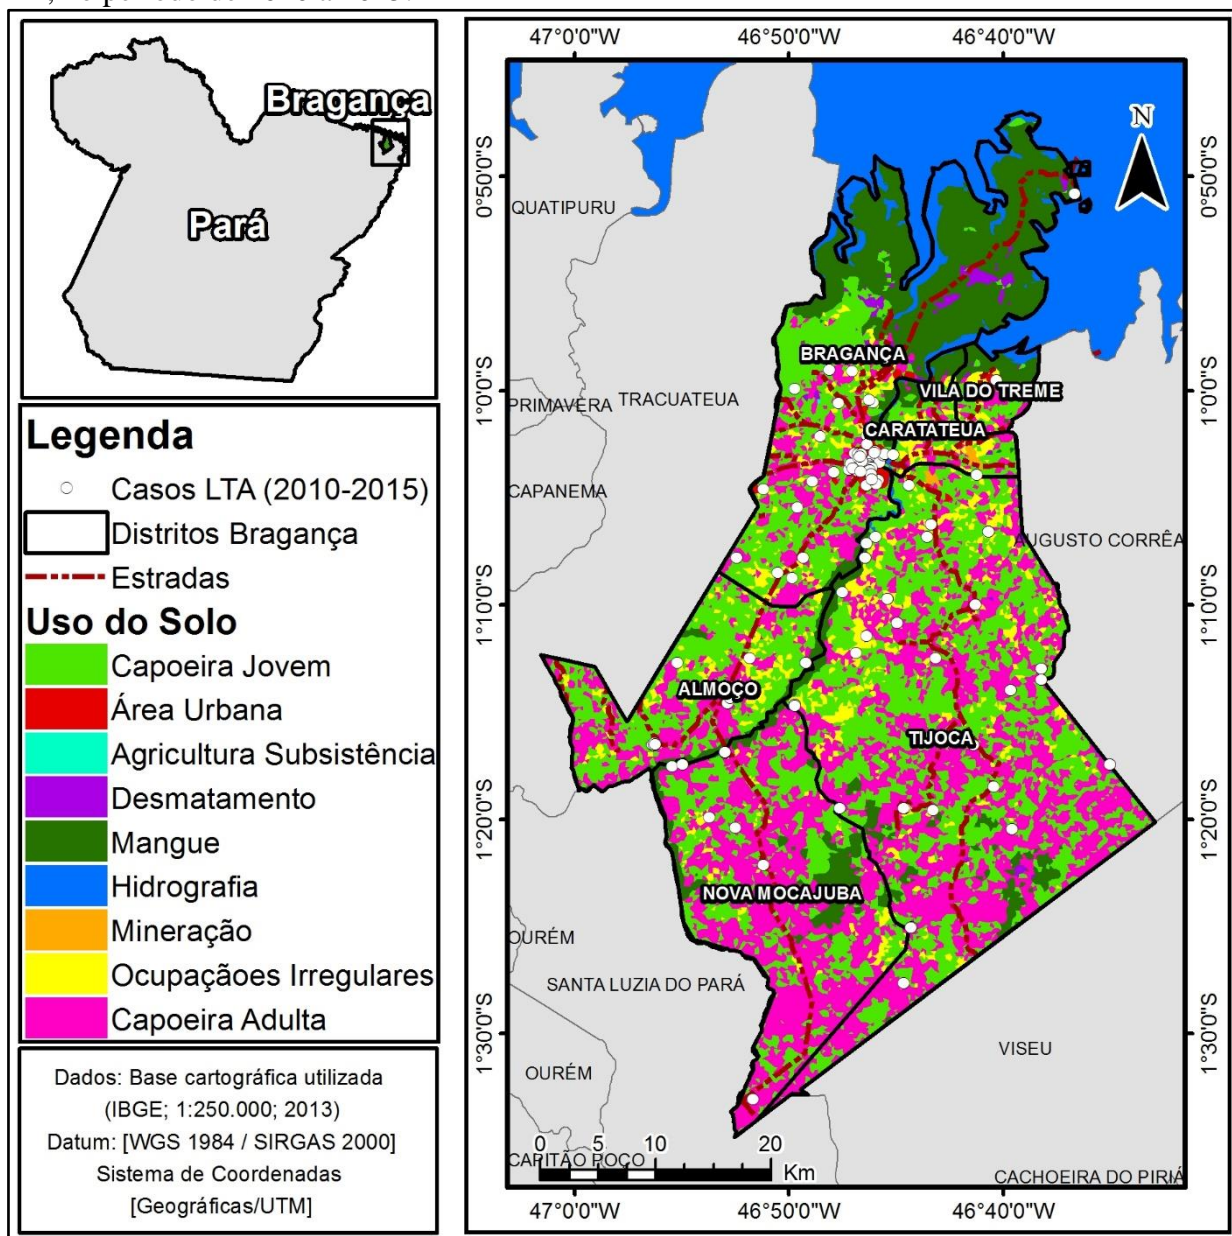 Bragança
Pará
Legenda
Casos LTA (2010-2015)
Distritos Bragança
Estradas
Uso do Solo
Capoeira Jovem
Área Urbana
Agricultura Subsistência
Desmatamento
Mangue
Hidrografia
Mineração
Ocupaçãoes Irregulares
Capoeira Adulta
Dados: Base cartográfica utilizada
(IBGE; 1:250.000; 2013)
Datum: [WGS 1984 / SIRGAS 2000]
Sistema de Coordenadas
[Geográficas/UTM]
47°0'0"W 46°50'0"W 46°40'0"W
N
0°50'0"S 0°50'0"S
QUATIPURU
BRAGANÇA
VILA DO TREME
1°0'0"S 1°0'0"S
PRIMAVERA TRACUATEUA
CARATATEUA
CAPANEMA
AUGUSTO CORRÊA
1°10'0"S 1°10'0"S
ALMOÇO
TIJOCA
1°20'0"S 1°20'0"S
NOVA MOCAJUBA
OURÉM
SANTA LUZIA DO PARÁ
1°30'0"S 1°30'0"S
VISEU
OURÉM
0 5 10 20
Km
CAPITÃO POÇO
CACHOEIRA DO PIRIÁ
47°0'0"W 46°50'0"W 46°40'0"W